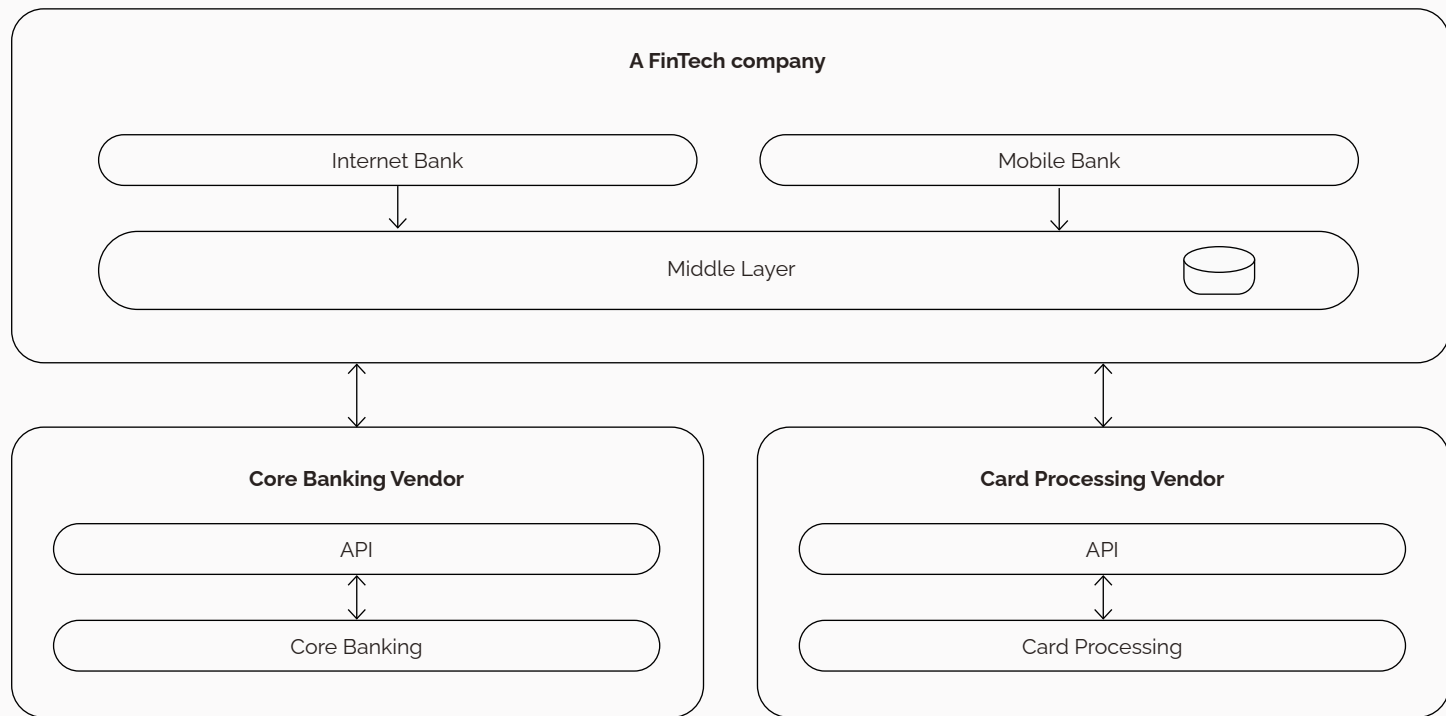 A FinTech company
Internet Bank
Mobile Bank
Middle Layer
Core Banking Vendor
API
Core Banking
Card Processing Vendor
API
Card Processing